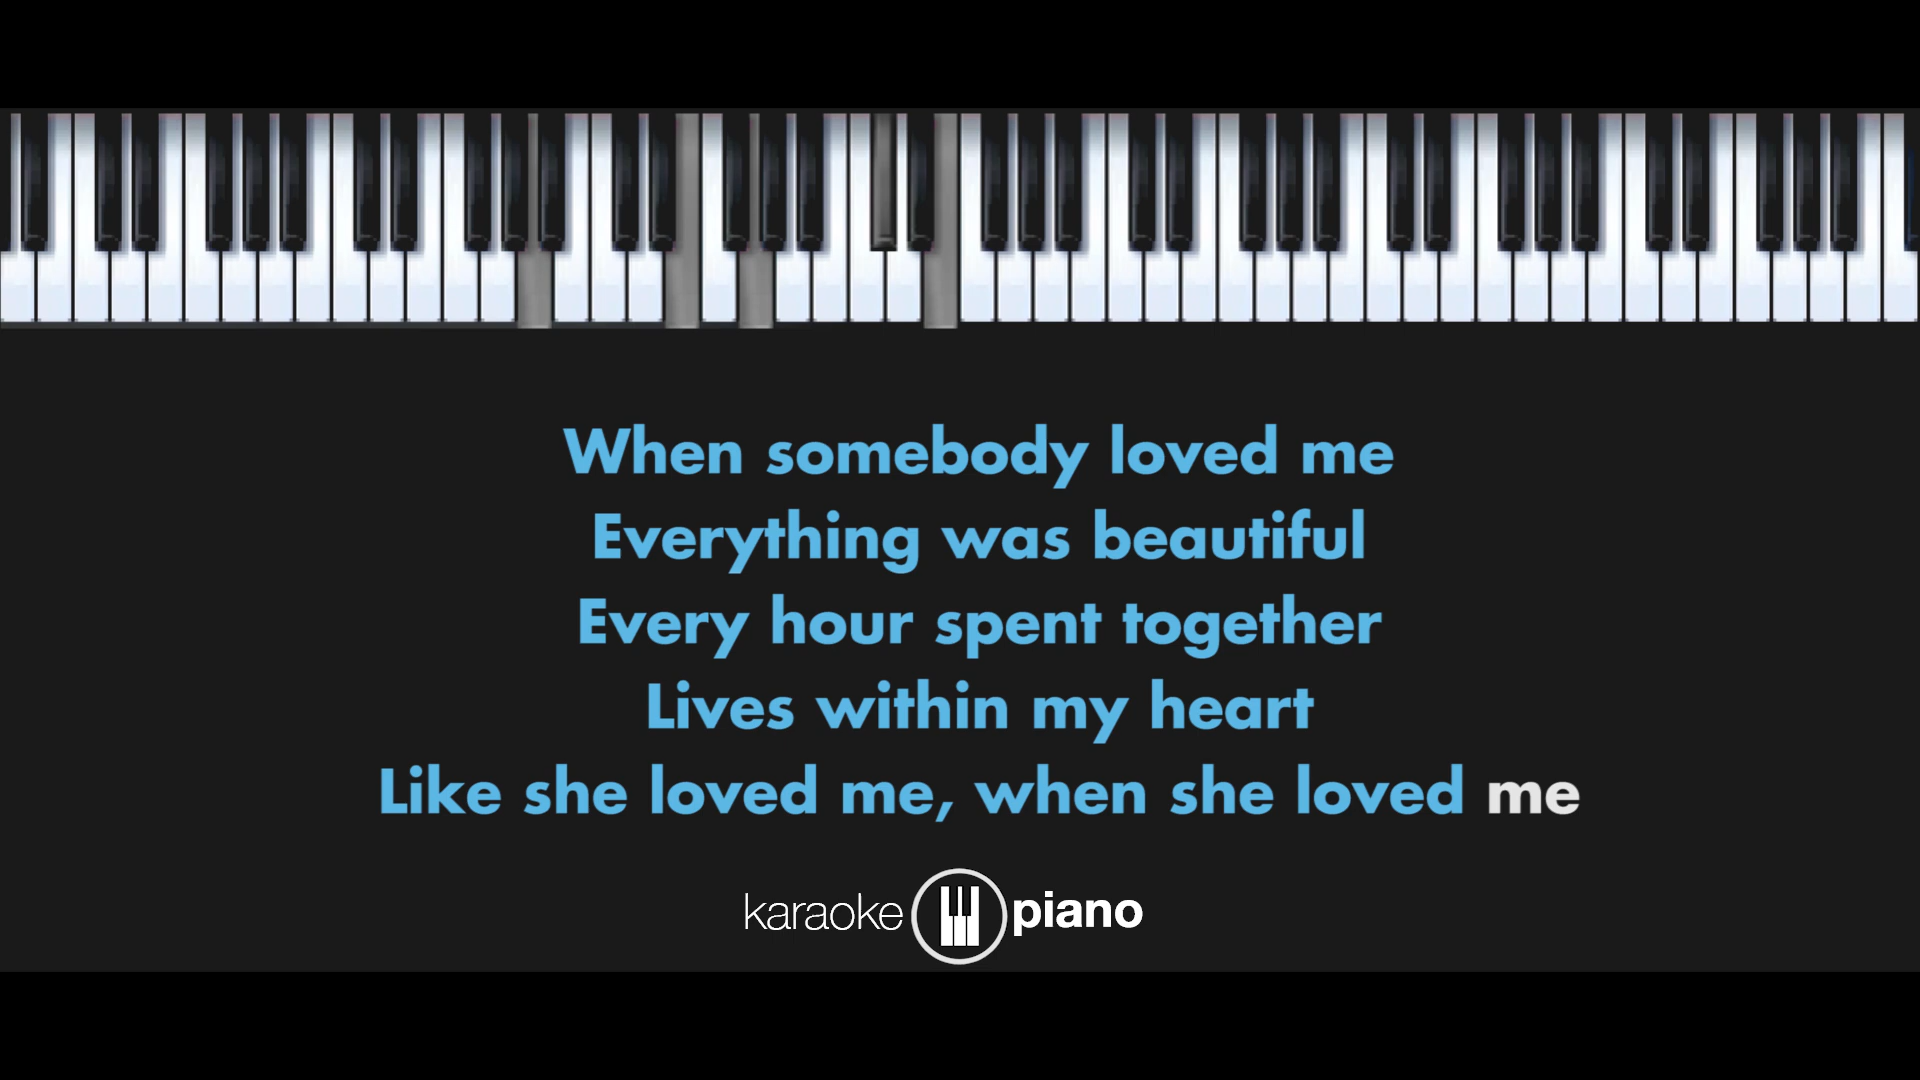 When somebody loved me
Everything was beautiful
Every hour spent together
Lives within my heart
Like she loved me, when she loved me
karaoke piano